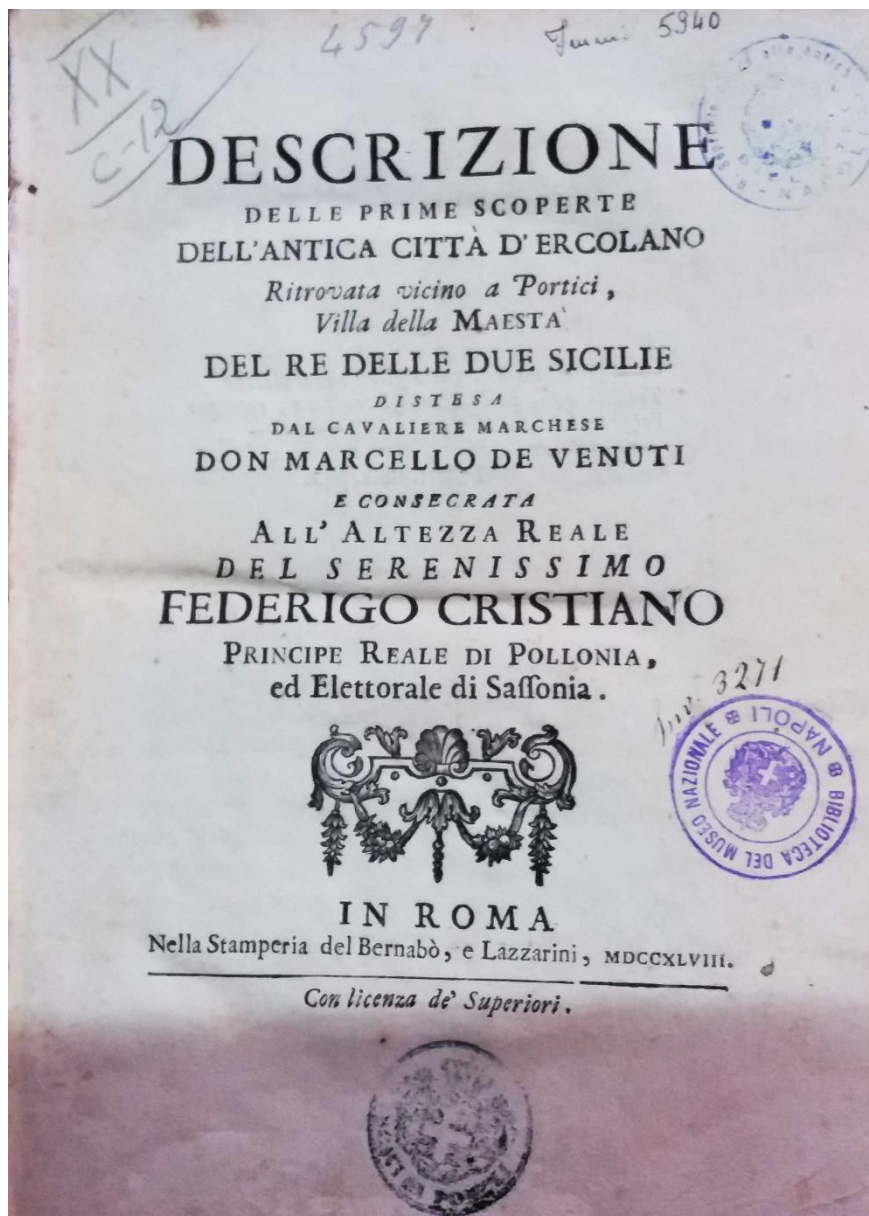 4597
5940
XX
C-12
DESCRIZIONE
DELLE PRIME SCOPERTE
DELL'ANTICA CITTÀ D'ERCOLANO
Ritrovata vicino a Portici,
Villa della MAESTA'
DEL RE DELLE DUE SICILIE
DISTESA
DAL CAVALIERE MARCHESE
DON MARCELLO DE VENUTI
E CONSECRATA
ALL' ALTEZZA REALE
DEL SERENISSIMO
FEDERIGO CRISTIANO
PRINCIPE REALE DI POLLONIA,
ed Elettorale di Saſſonia.
Inv. 3271
BIBLIOTECA DEL MUSEO NAZIONALE NAPOLI
IN ROMA
Nella Stamperia del Bernabò, e Lazzarini, MDCCXLVIII.
Con licenza de' Superiori.